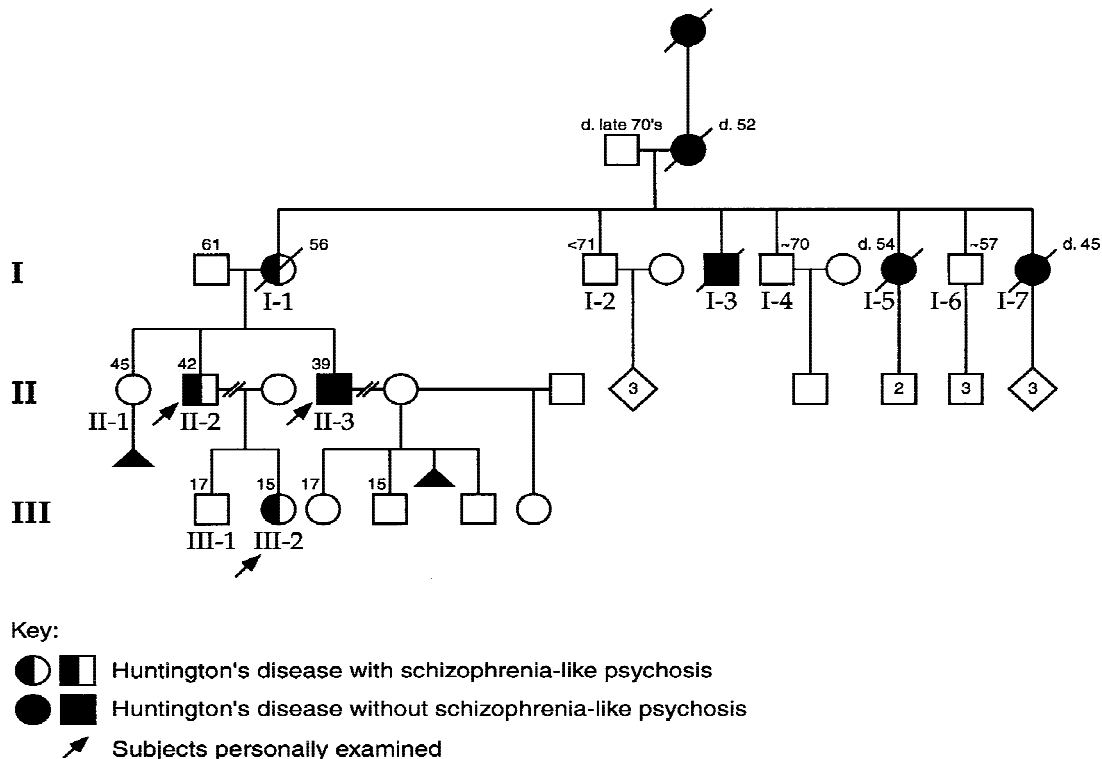 d. late 70's d. 52
61 56 <71 ~70 d. 54 ~57 d. 45
I
I-1 I-2 I-3 I-4 I-5 I-6 I-7
45 42 39
II
3 2 3 3
II-1 II-2 II-3
17 15 17 15
III
III-1 III-2
Key:
Huntington's disease with schizophrenia-like psychosis
Huntington's disease without schizophrenia-like psychosis
Subjects personally examined